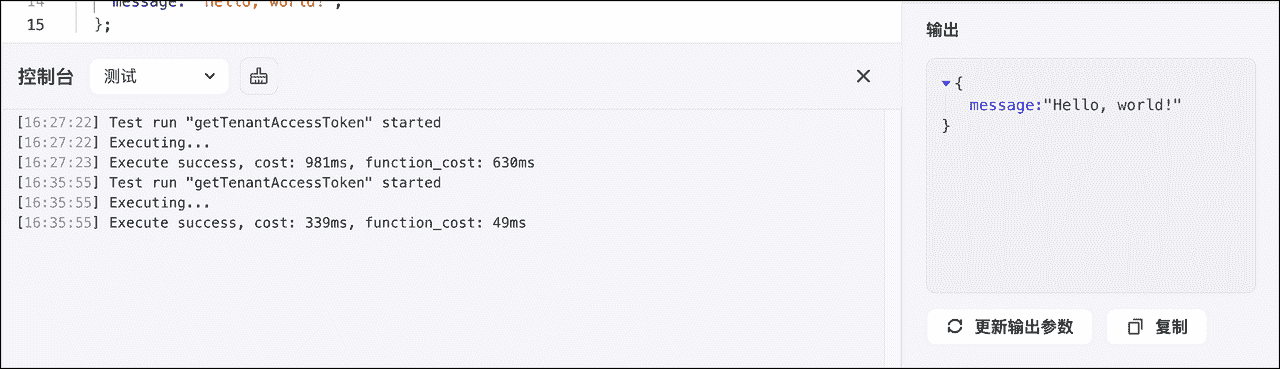 14 message: "Hello, world!",
15 };
控制台 测试
[16:27:22] Test run "getTenantAccessToken" started
[16:27:22] Executing...
[16:27:23] Execute success, cost: 981ms, function_cost: 630ms
[16:35:55] Test run "getTenantAccessToken" started
[16:35:55] Executing...
[16:35:55] Execute success, cost: 339ms, function_cost: 49ms
输出
{
message:"Hello, world!"
}
更新输出参数 复制